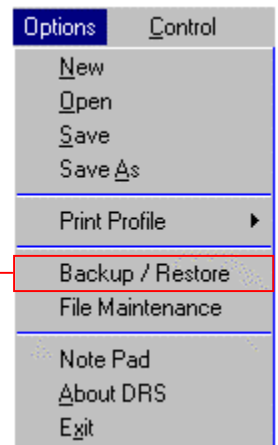 Options Control
New
Open
Save
Save As
Print Profile
Backup / Restore
File Maintenance
Note Pad
About DRS
Exit